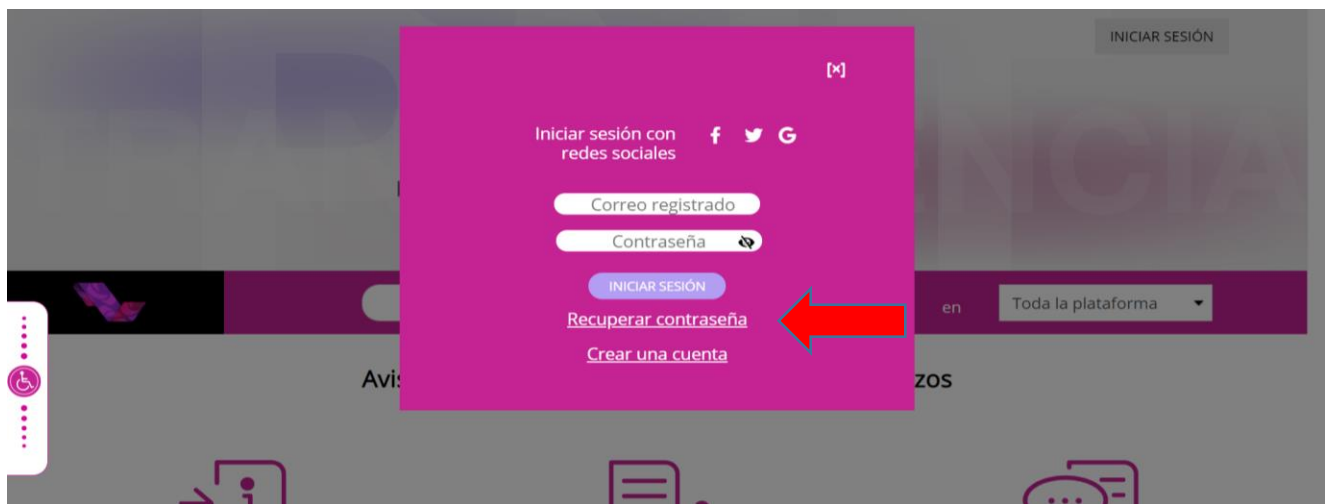 INICIAR SESIÓN
[×]
Iniciar sesión con
redes sociales
Correo registrado
Contraseña
INICIAR SESIÓN
Recuperar contraseña
Crear una cuenta
en
Toda la plataforma
Avis
zos